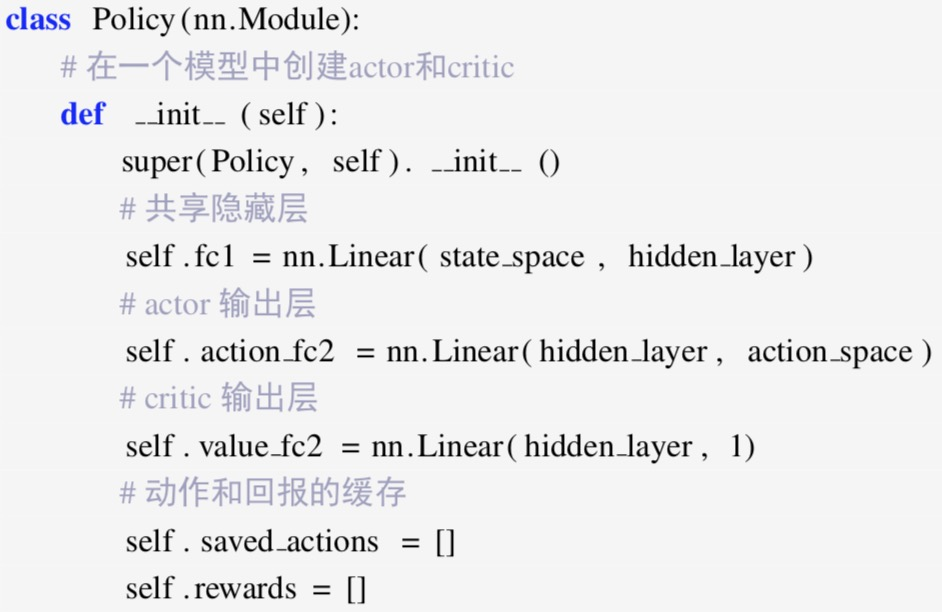 class Policy(nn.Module):
# 在一个模型中创建actor和critic
def __init__ (self):
super(Policy, self). __init__ ()
# 共享隐藏层
self.fc1 = nn.Linear( state_space , hidden_layer )
# actor 输出层
self . action_fc2 = nn.Linear( hidden_layer , action_space )
# critic 输出层
self . value_fc2 = nn.Linear( hidden_layer , 1)
# 动作和回报的缓存
self . saved_actions = []
self .rewards = []